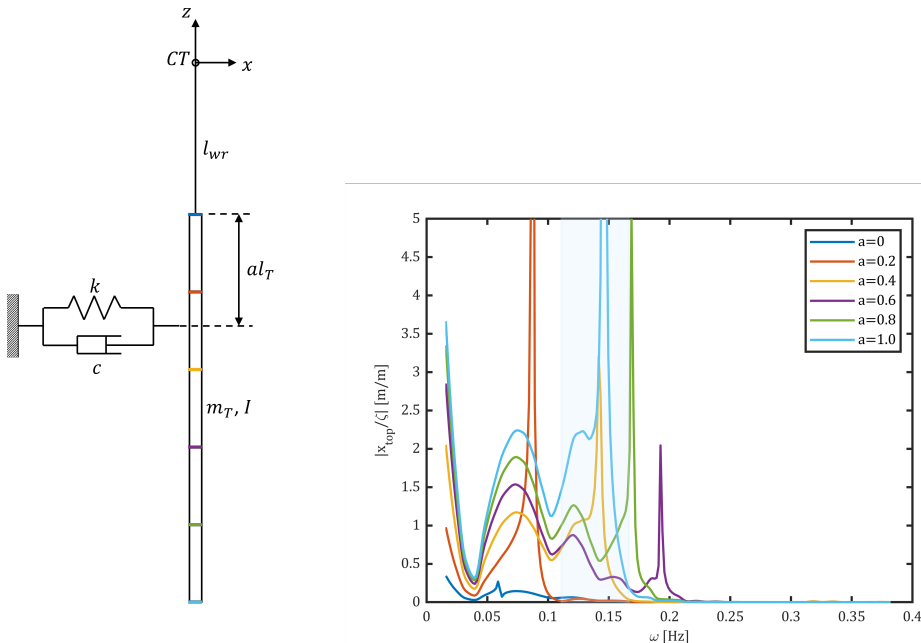 z
CT
x
l_wr
al_T
k
c
m_T, I
5
4.5
4
3.5
3
2.5
2
1.5
1
0.5
0
|x_top/ζ| [m/m]
0
0.05
0.1
0.15
0.2
0.25
0.3
0.35
0.4
ω [Hz]
a=0
a=0.2
a=0.4
a=0.6
a=0.8
a=1.0